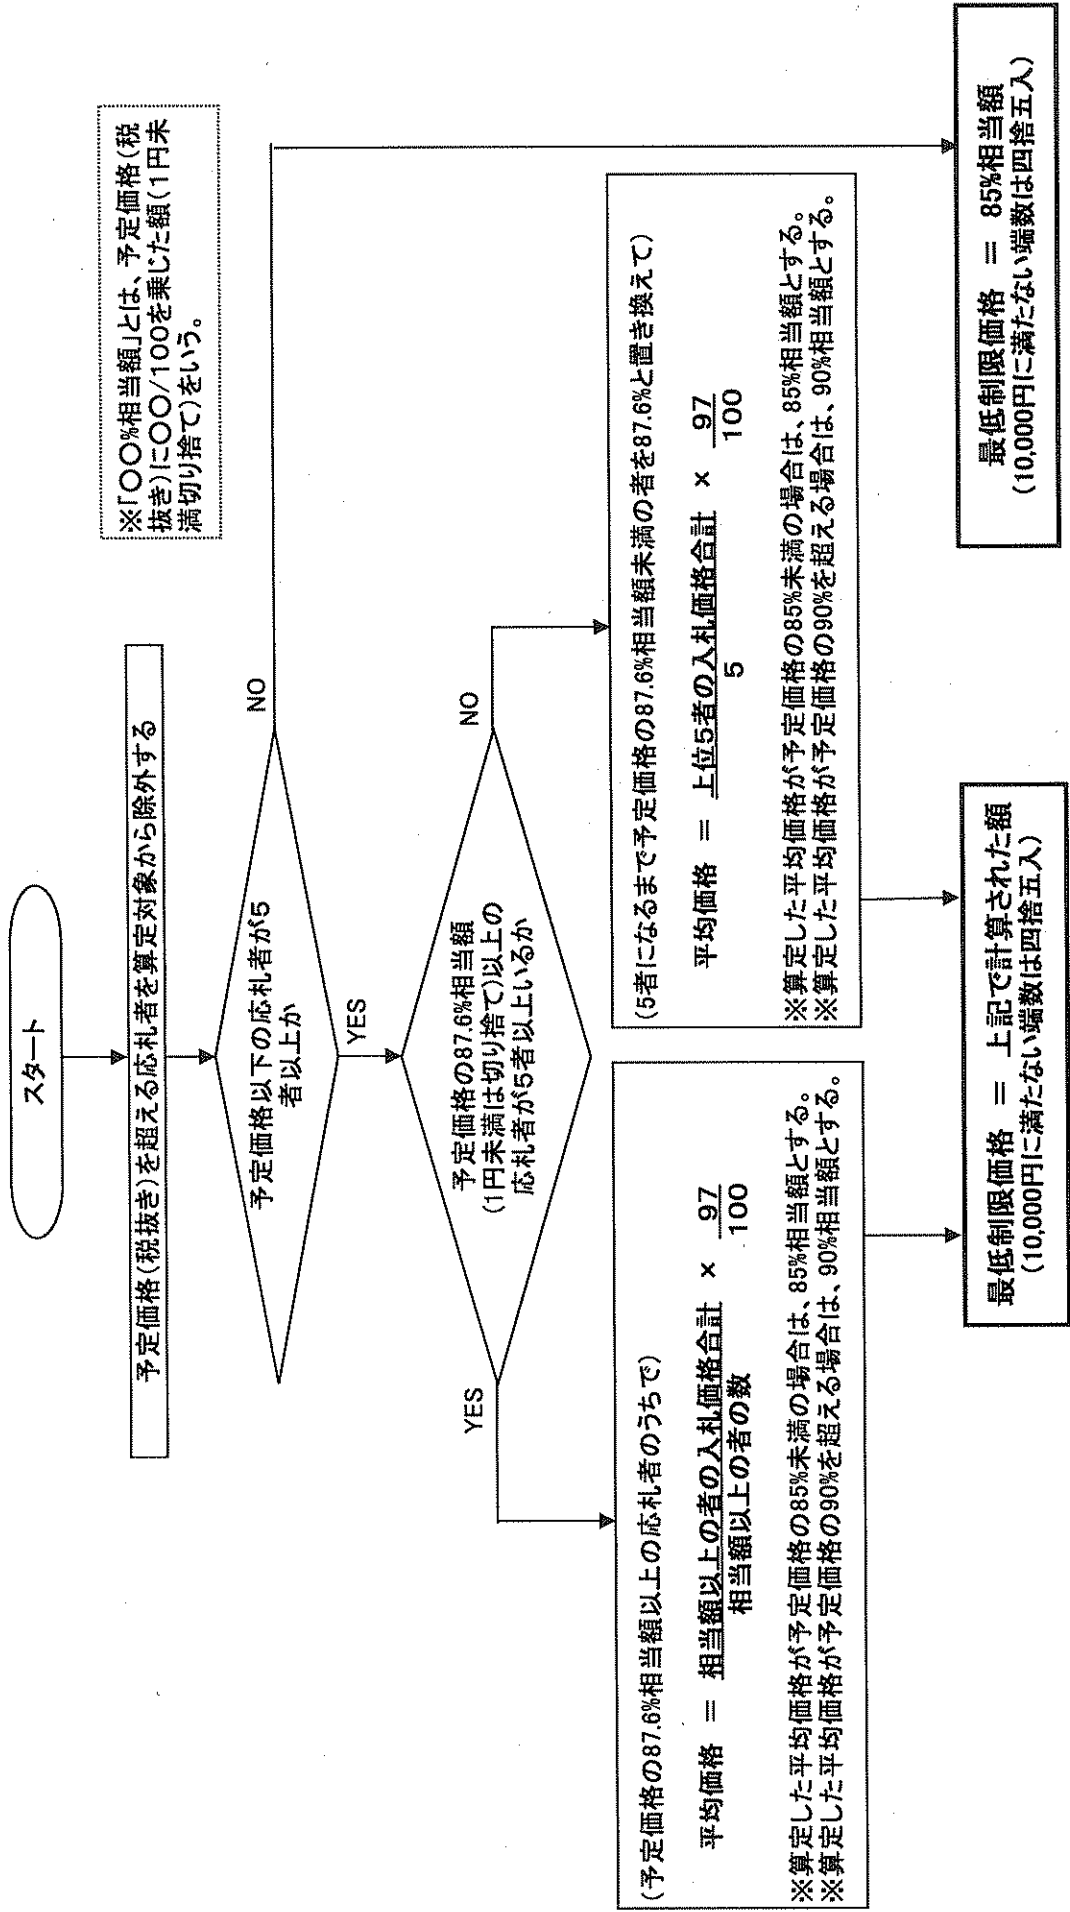 スタート
※「〇〇%相当額」とは、予定価格(税
抜き)に〇〇/100を乗じた額(1円未
満切り捨て)をいう。
予定価格(税抜き)を超える応札者を算定対象から除外する
予定価格以下の応札者が5
者以上か
NO
YES
予定価格の87.6%相当額
(1円未満は切り捨て)以上の
応札者が5者以上いるか
YES
NO
(予定価格の87.6%相当額以上の応札者のうちで)
平均価格 = 相当額以上の者の入札価格合計 × 97
相当額以上の者の数 100
※算定した平均価格が予定価格の85%未満の場合は、85%相当額とする。
※算定した平均価格が予定価格の90%を超える場合は、90%相当額とする。
(5者になるまで予定価格の87.6%相当額未満の者を87.6%と置き換えて)
平均価格 = 上位5者の入札価格合計 × 97
5 100
※算定した平均価格が予定価格の85%未満の場合は、85%相当額とする。
※算定した平均価格が予定価格の90%を超える場合は、90%相当額とする。
最低制限価格 = 上記で計算された額
(10,000円に満たない端数は四捨五入)
最低制限価格 = 85%相当額
(10,000円に満たない端数は四捨五入)